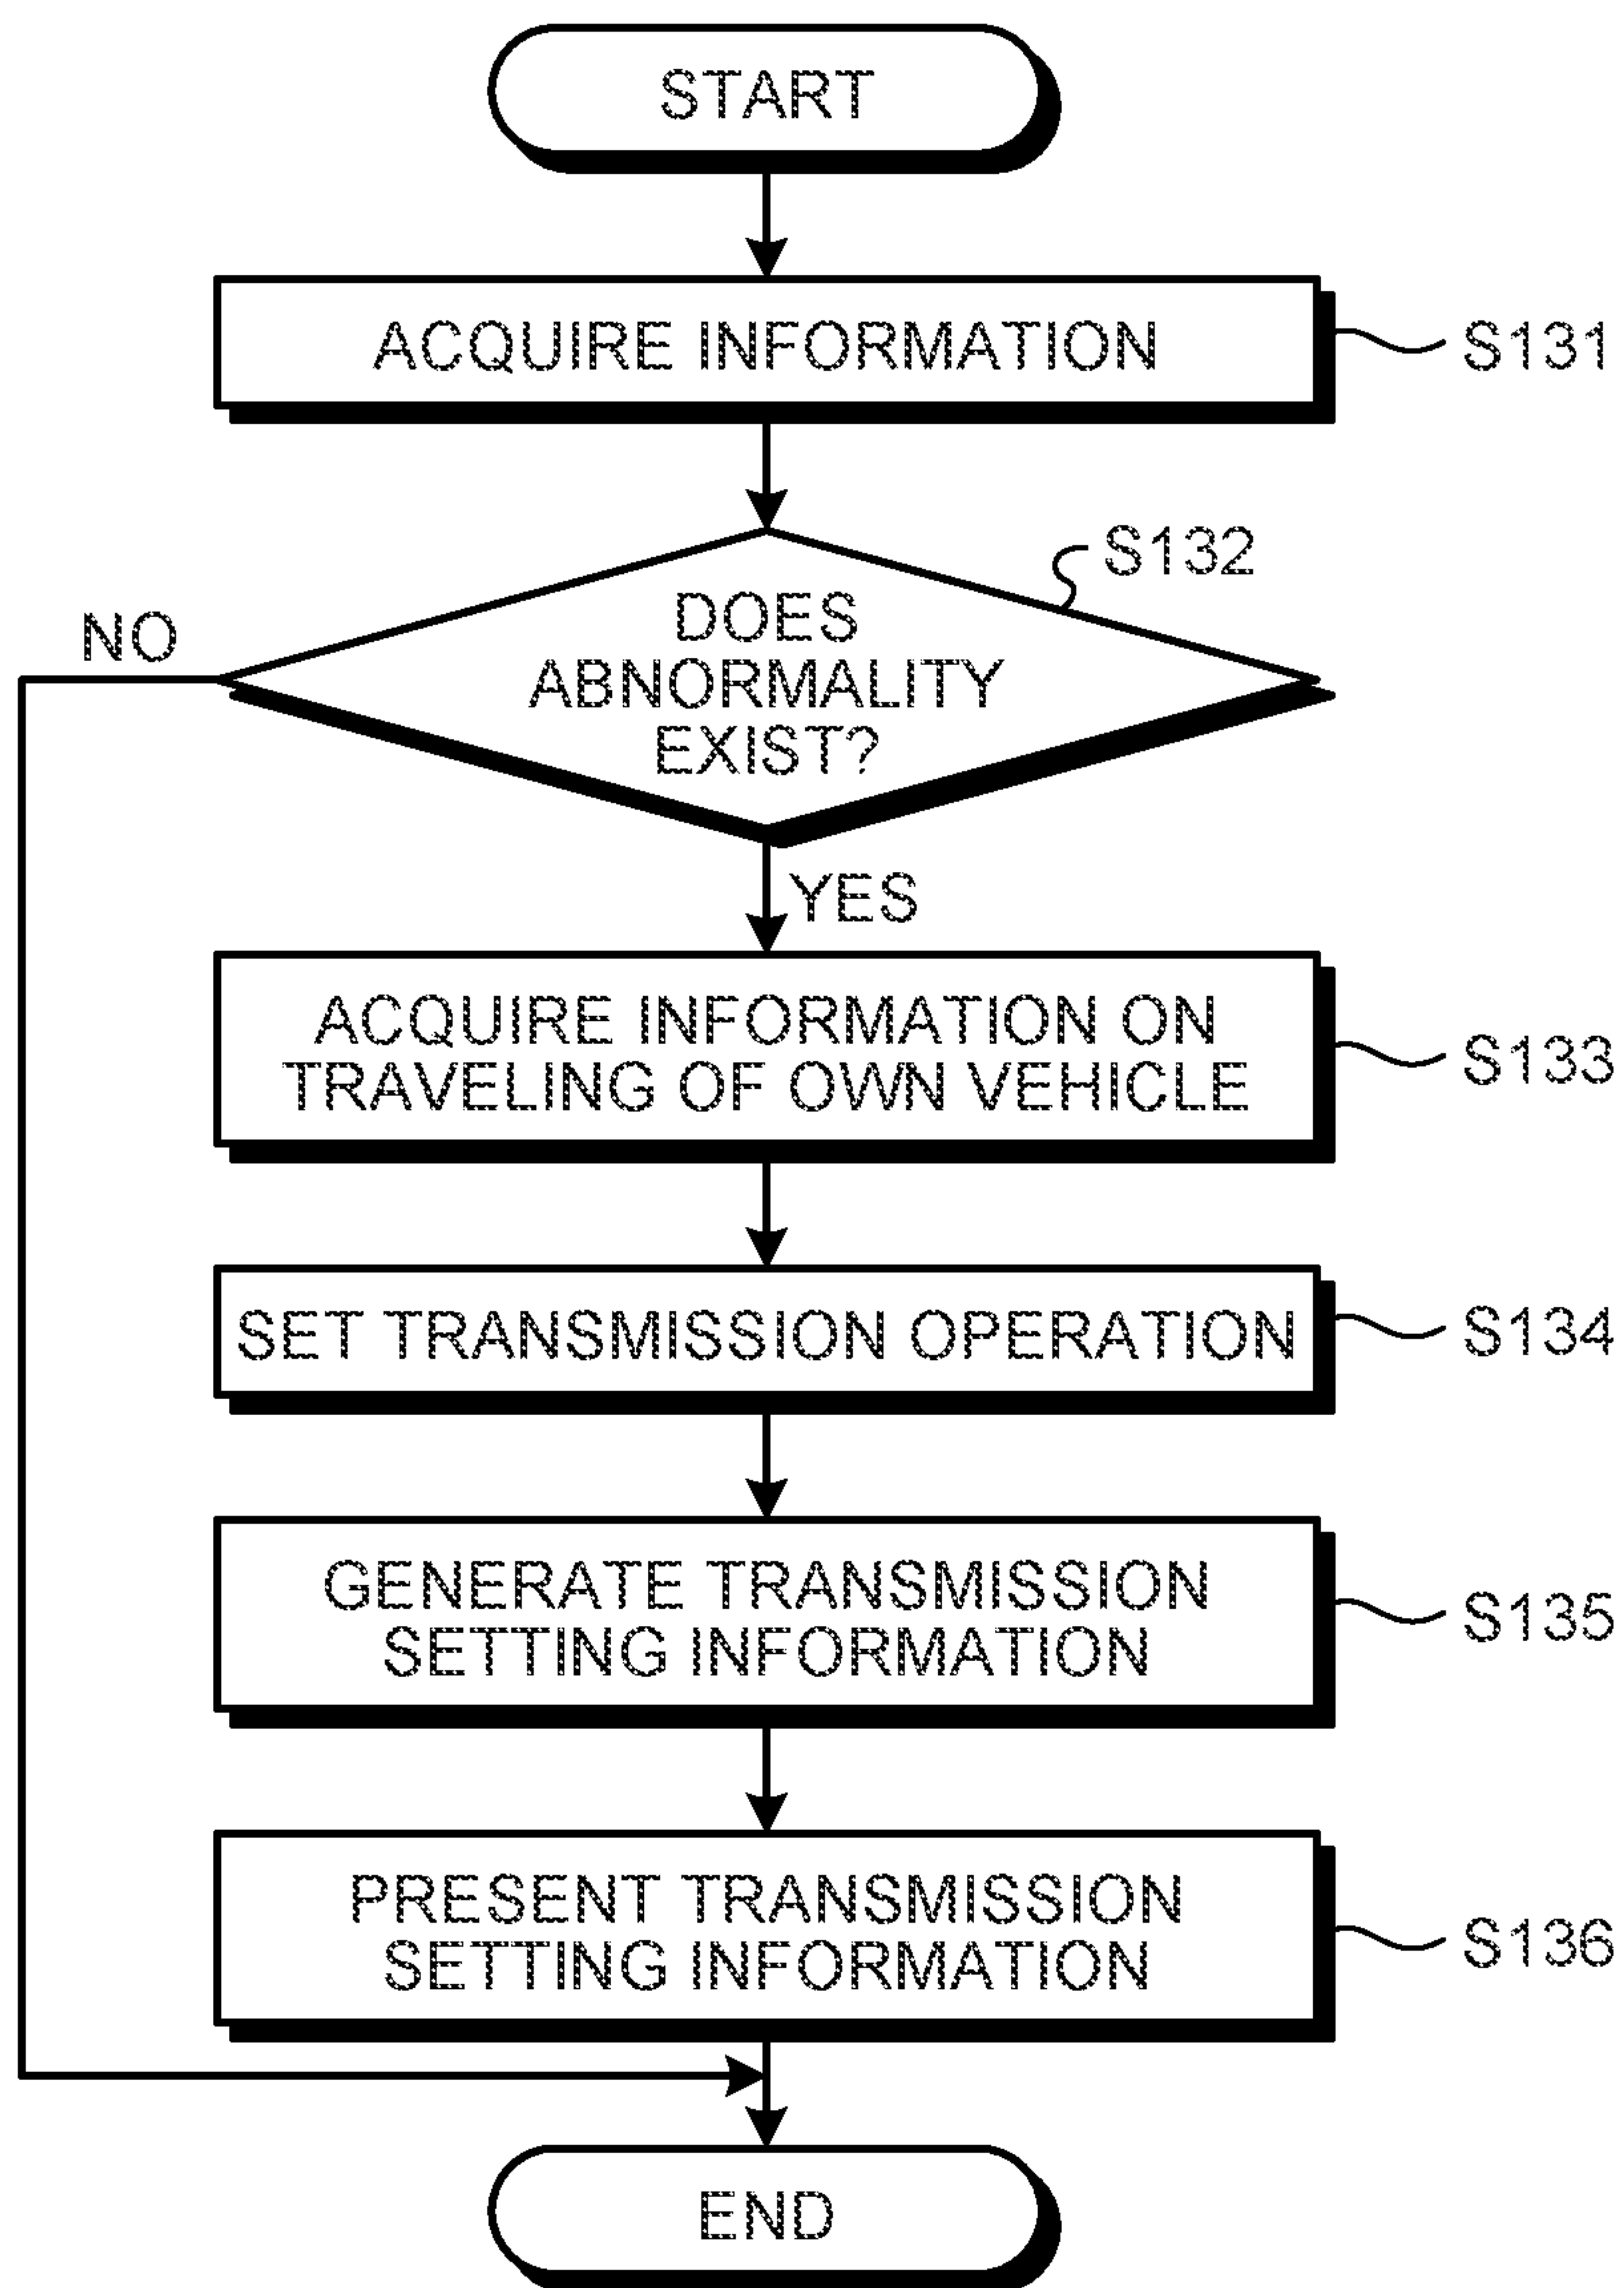 START
ACQUIRE INFORMATION
S131
S132
DOES
ABNORMALITY
EXIST?
NO
YES
ACQUIRE INFORMATION ON
TRAVELING OF OWN VEHICLE
S133
SET TRANSMISSION OPERATION
S134
GENERATE TRANSMISSION
SETTING INFORMATION
S135
PRESENT TRANSMISSION
SETTING INFORMATION
S136
END